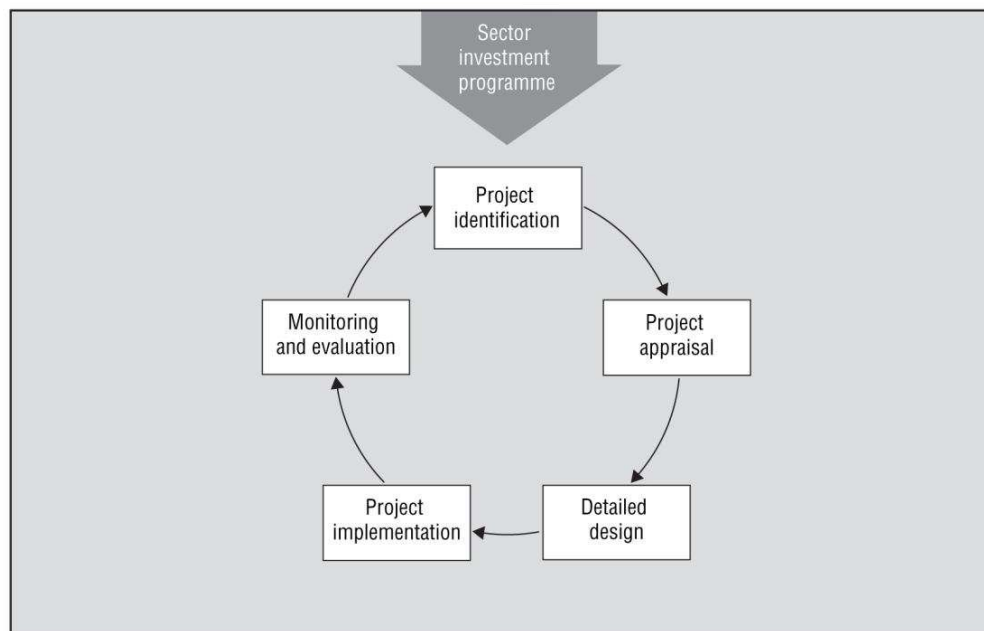 Sector
investment
programme
Project
identification
Project
appraisal
Detailed
design
Project
implementation
Monitoring
and evaluation